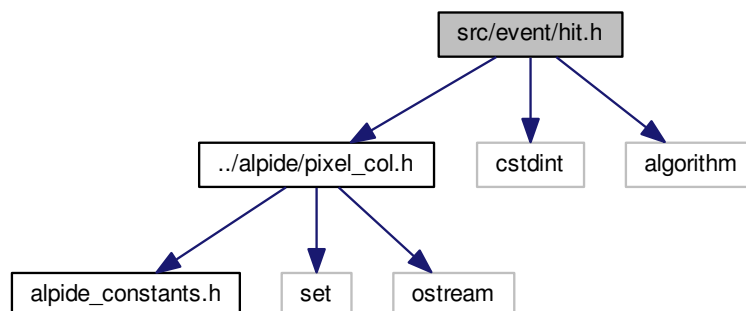 src/event/hit.h
../alpide/pixel_col.h
cstdint
algorithm
alpide_constants.h
set
ostream